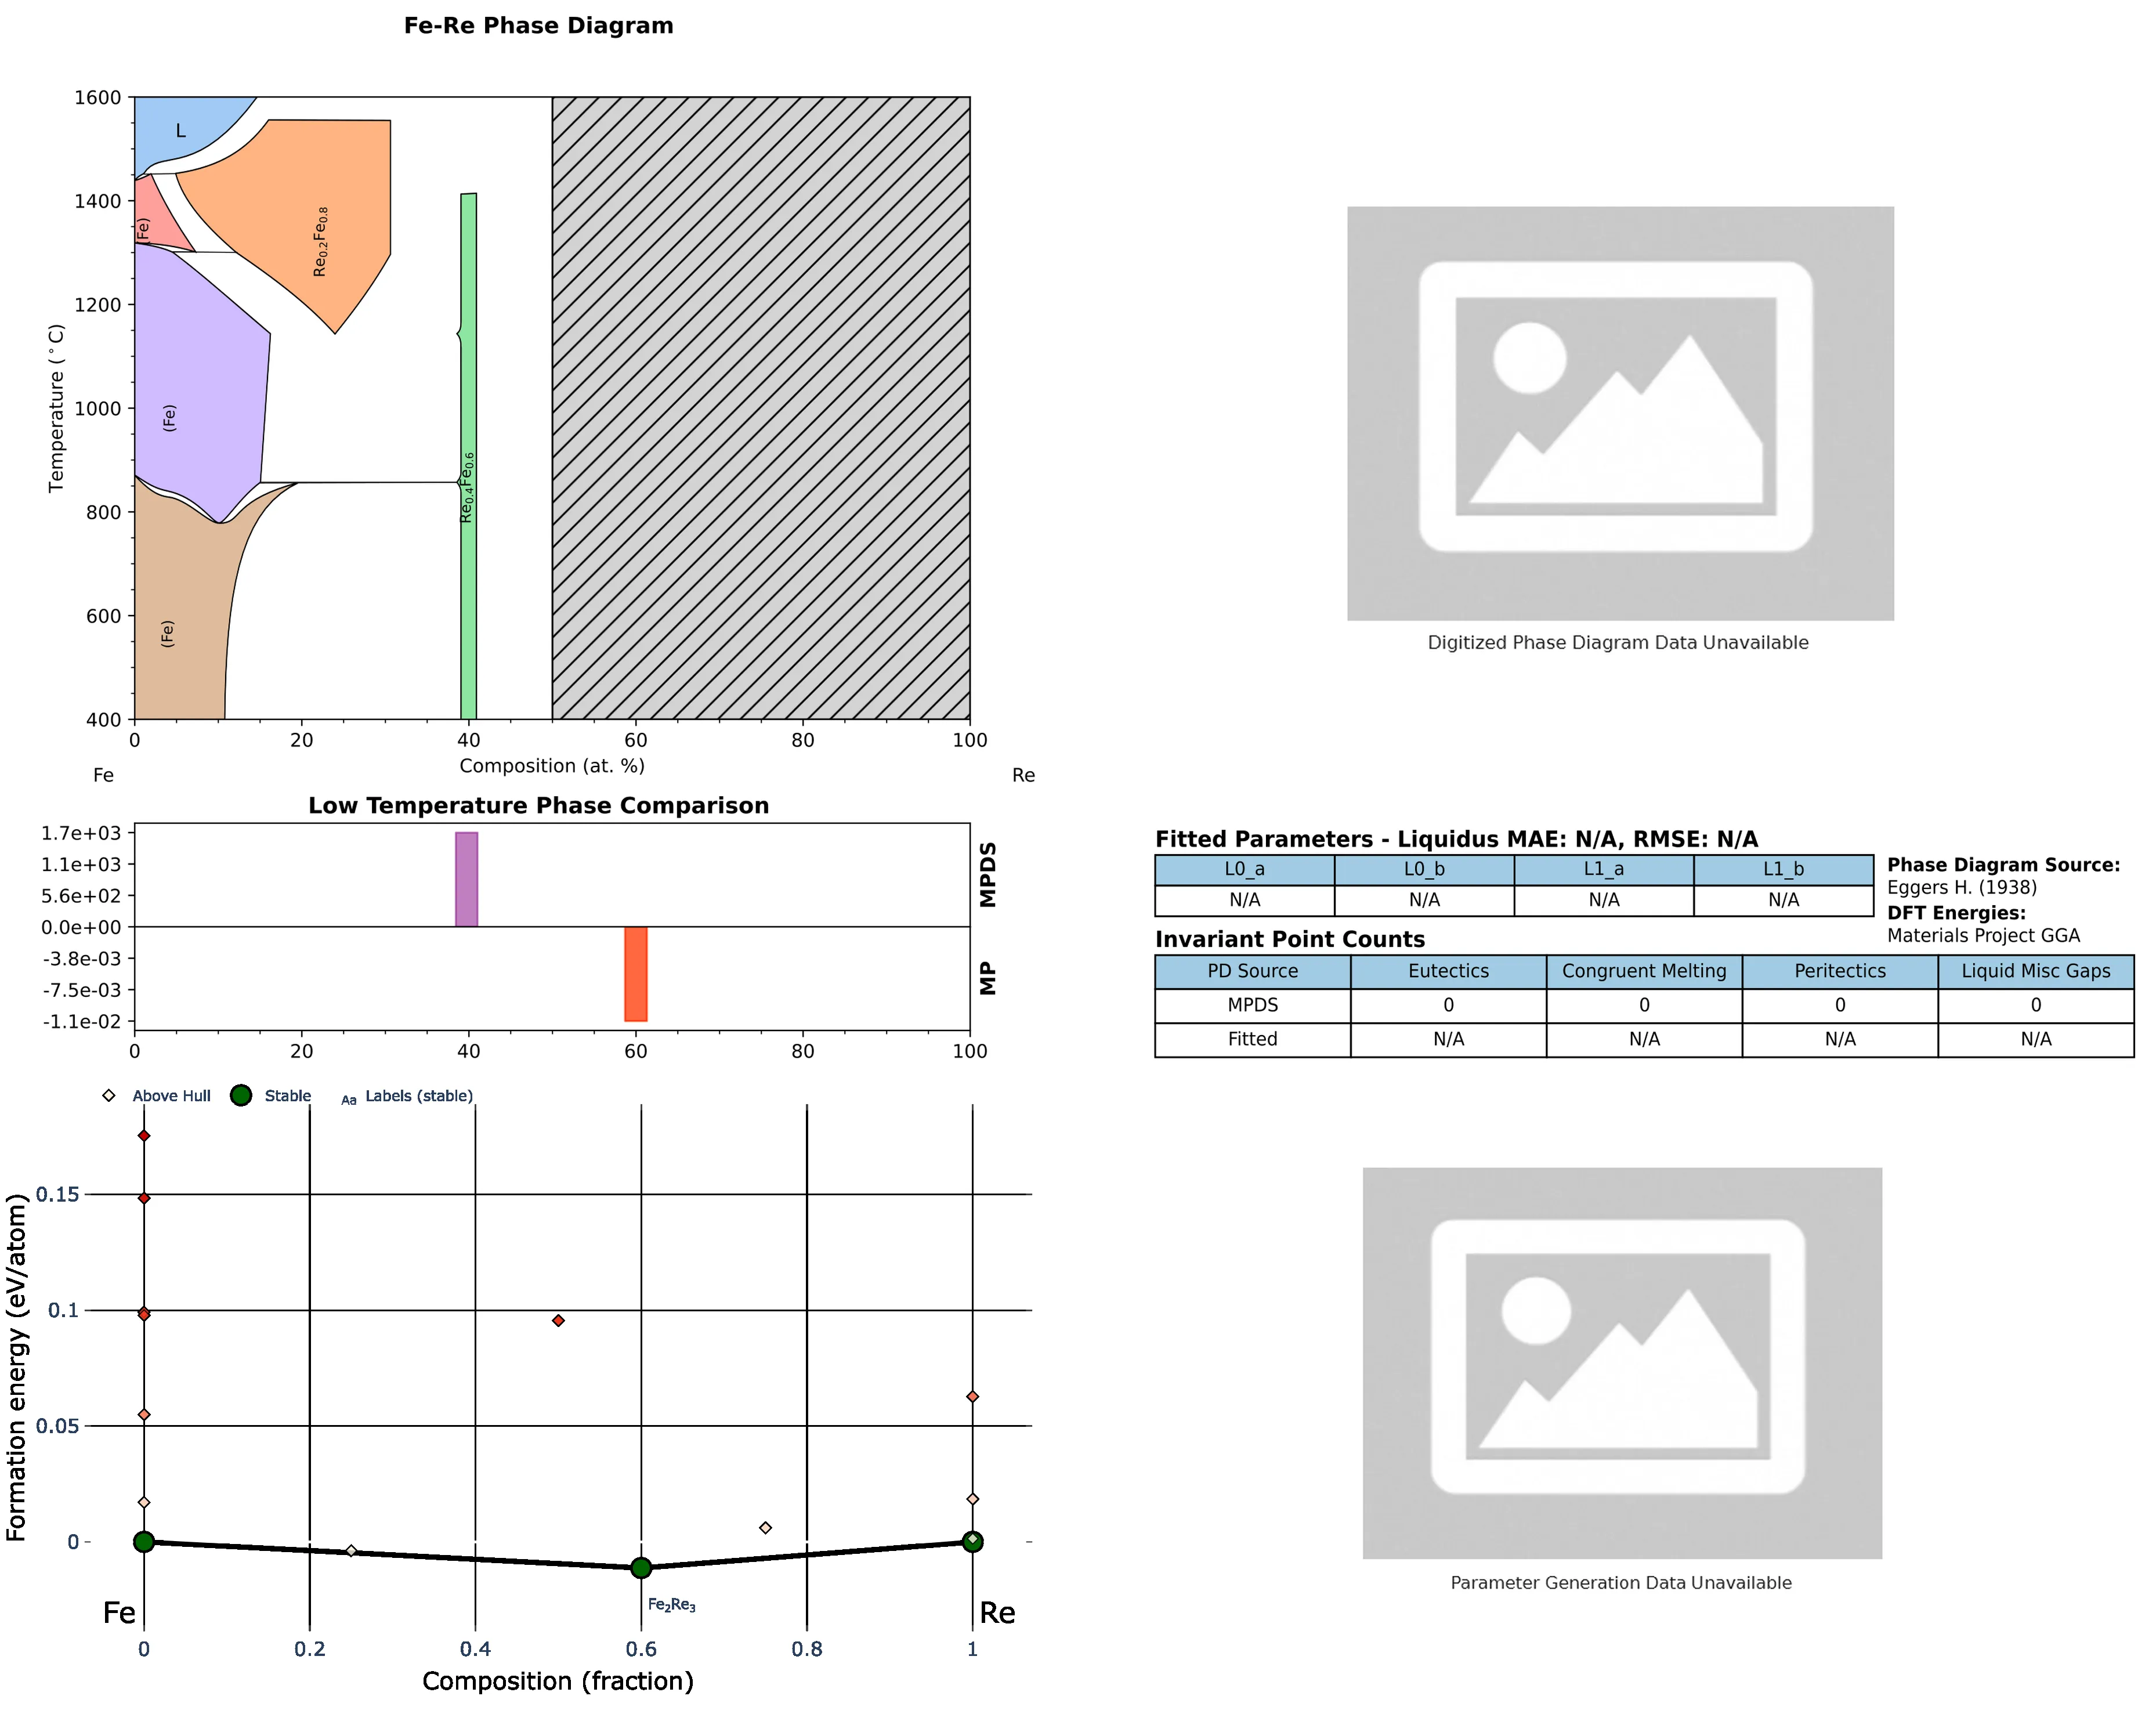 Fe-Re Phase Diagram
1600
1400
1200
1000
800
600
400
Temperature (°C)
L
(Fe)
Re0.2Fe0.8
(Fe)
Re0.4Fe0.6
(Fe)
0 20 40 60 80 100
Composition (at. %)
Fe Re
Digitized Phase Diagram Data Unavailable
Low Temperature Phase Comparison
1.7e+03
1.1e+03
5.6e+02
0.0e+00
-3.8e-03
-7.5e-03
-1.1e-02
MPDS
MP
0 20 40 60 80 100
Fitted Parameters - Liquidus MAE: N/A, RMSE: N/A
L0_a L0_b L1_a L1_b
N/A N/A N/A N/A
Phase Diagram Source:
Eggers H. (1938)
DFT Energies:
Materials Project GGA
Invariant Point Counts
PD Source Eutectics Congruent Melting Peritectics Liquid Misc Gaps
MPDS 0 0 0 0
Fitted N/A N/A N/A N/A
Above Hull Stable Aa Labels (stable)
0.15
0.1
0.05
0
Formation energy (eV/atom)
Fe2Re3
Fe Re
0 0.2 0.4 0.6 0.8 1
Composition (fraction)
Parameter Generation Data Unavailable